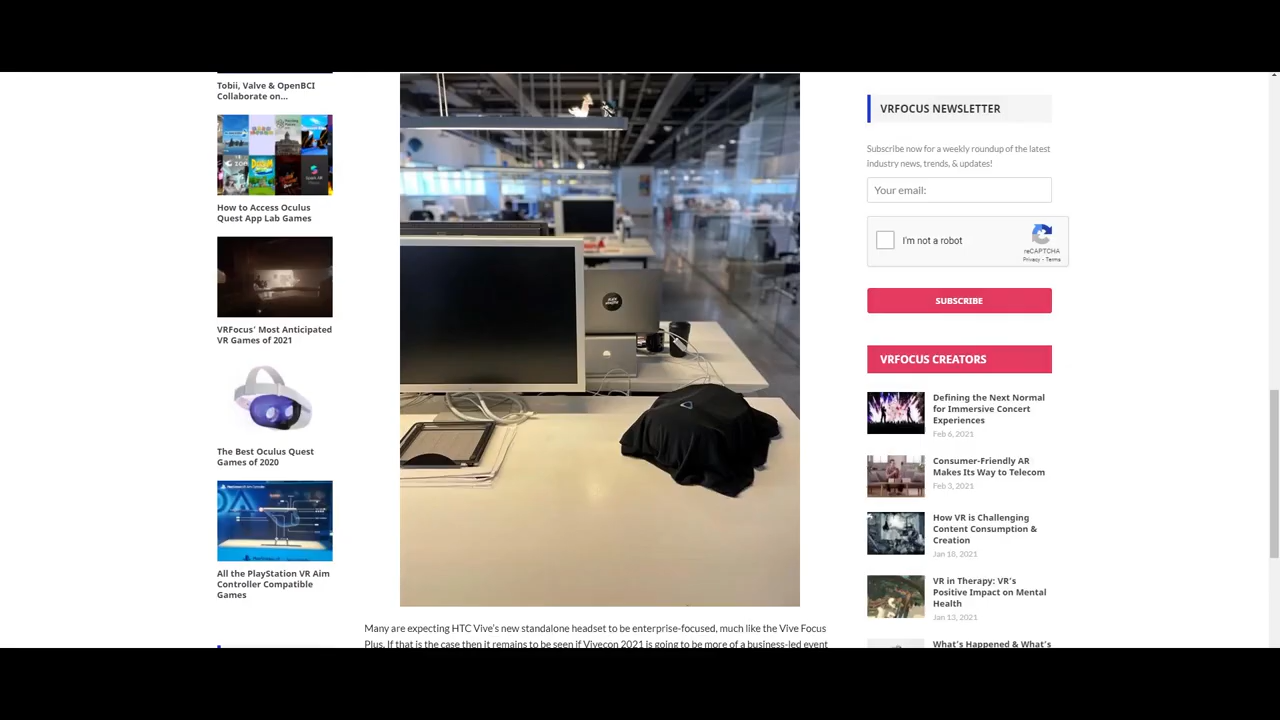 Tobii, Valve & OpenBCI
Collaborate on...
How to Access Oculus
Quest App Lab Games
VRFocus' Most Anticipated
VR Games of 2021
The Best Oculus Quest
Games of 2020
All the PlayStation VR Aim
Controller Compatible
Games
Many are expecting HTC Vive's new standalone headset to be enterprise-focused, much like the Vive Focus
Plus. If that is the case then it remains to be seen if Vivecon 2021 is going to be more of a business-led event
VRFOCUS NEWSLETTER
Subscribe now for a weekly roundup of the latest
industry news, trends, & updates!
Your email:
I'm not a robot
reCAPTCHA
Privacy - Terms
SUBSCRIBE
VRFOCUS CREATORS
Defining the Next Normal
for Immersive Concert
Experiences
Feb 6, 2021
Consumer-Friendly AR
Makes Its Way to Telecom
Feb 3, 2021
How VR is Challenging
Content Consumption &
Creation
Jan 18, 2021
VR in Therapy: VR's
Positive Impact on Mental
Health
Jan 13, 2021
What's Happened & What's